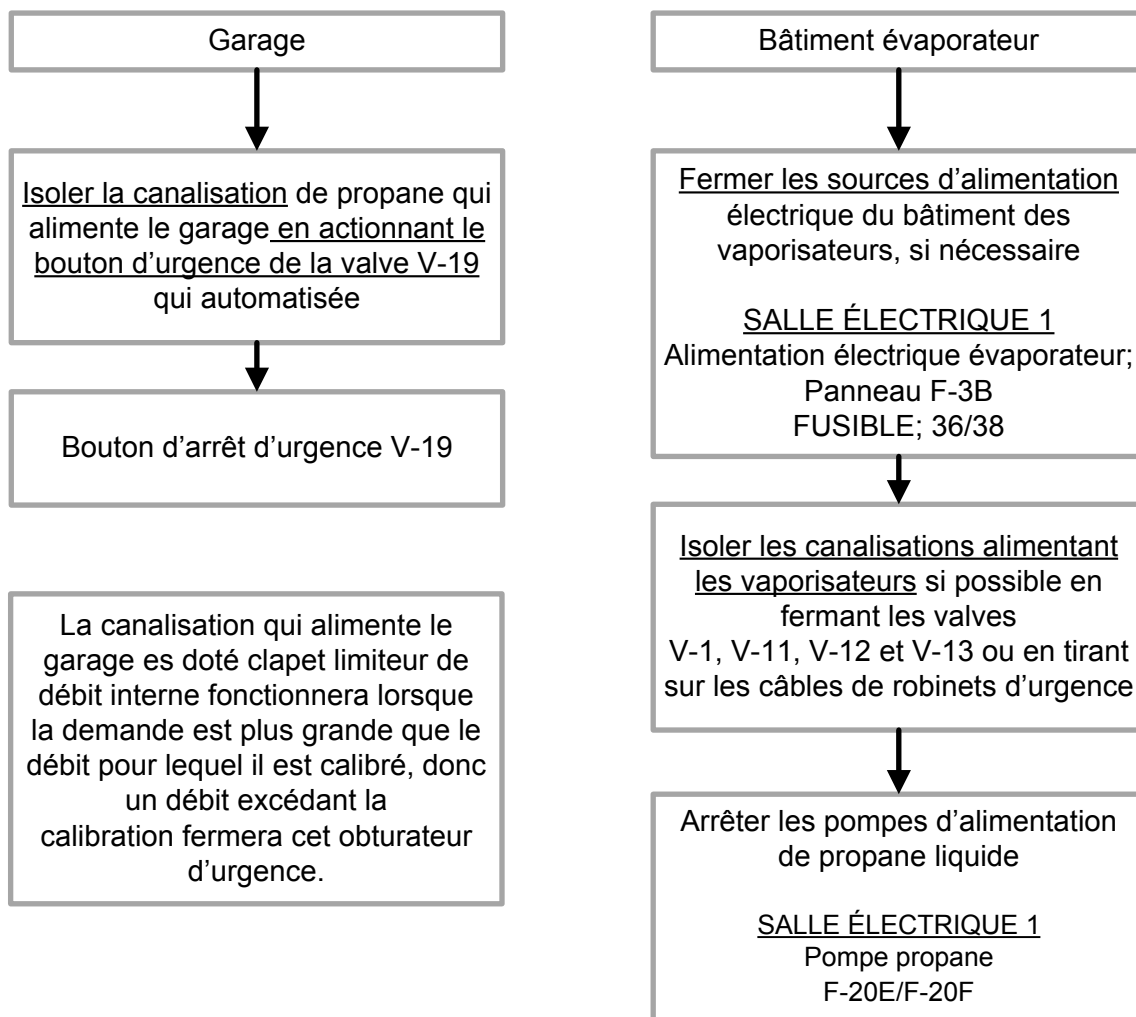 Garage
Isoler la canalisation de propane qui
alimente le garage en actionnant le
bouton d'urgence de la valve V-19
qui automatisée
Bouton d'arrêt d'urgence V-19
La canalisation qui alimente le
garage es doté clapet limiteur de
débit interne fonctionnera lorsque
la demande est plus grande que le
débit pour lequel il est calibré, donc
un débit excédant la
calibration fermera cet obturateur
d'urgence.
Bâtiment évaporateur
Fermer les sources d'alimentation
électrique du bâtiment des
vaporisateurs, si nécessaire
SALLE ÉLECTRIQUE 1
Alimentation électrique évaporateur;
Panneau F-3B
FUSIBLE; 36/38
Isoler les canalisations alimentant
les vaporisateurs si possible en
fermant les valves
V-1, V-11, V-12 et V-13 ou en tirant
sur les câbles de robinets d'urgence
Arrêter les pompes d'alimentation
de propane liquide
SALLE ÉLECTRIQUE 1
Pompe propane
F-20E/F-20F